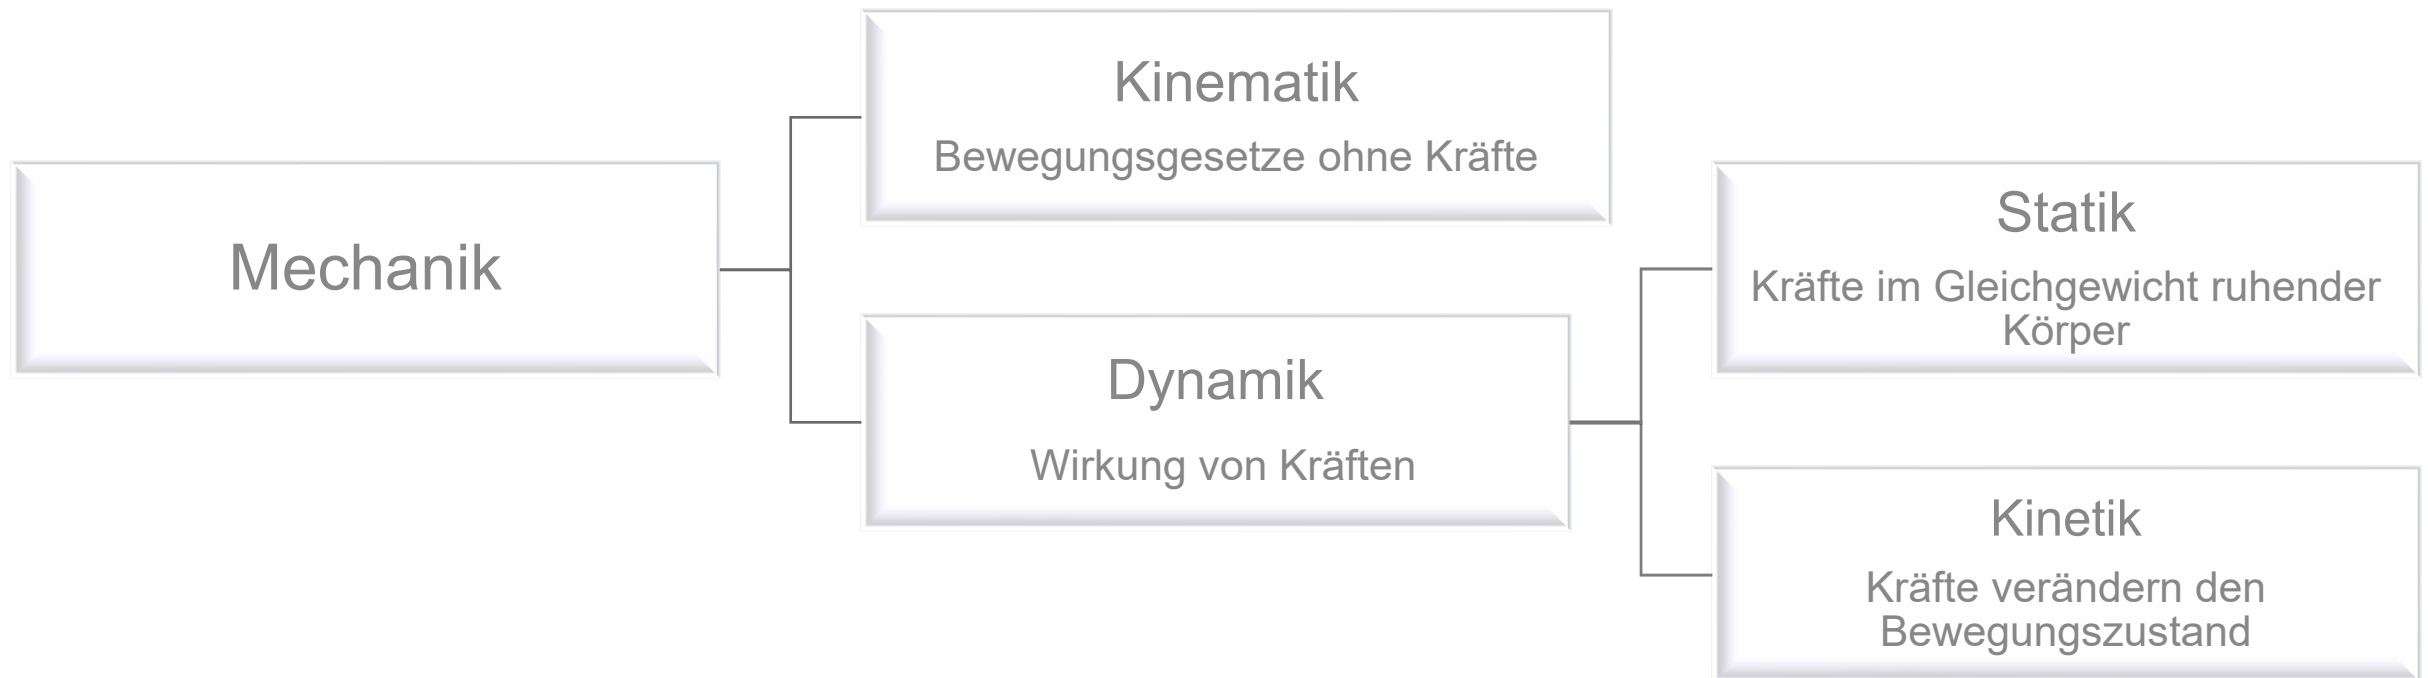 Kinematik
Bewegungsgesetze ohne Kräfte
Mechanik
Dynamik
Wirkung von Kräften
Statik
Kräfte im Gleichgewicht ruhender
Körper
Kinetik
Kräfte verändern den
Bewegungszustand